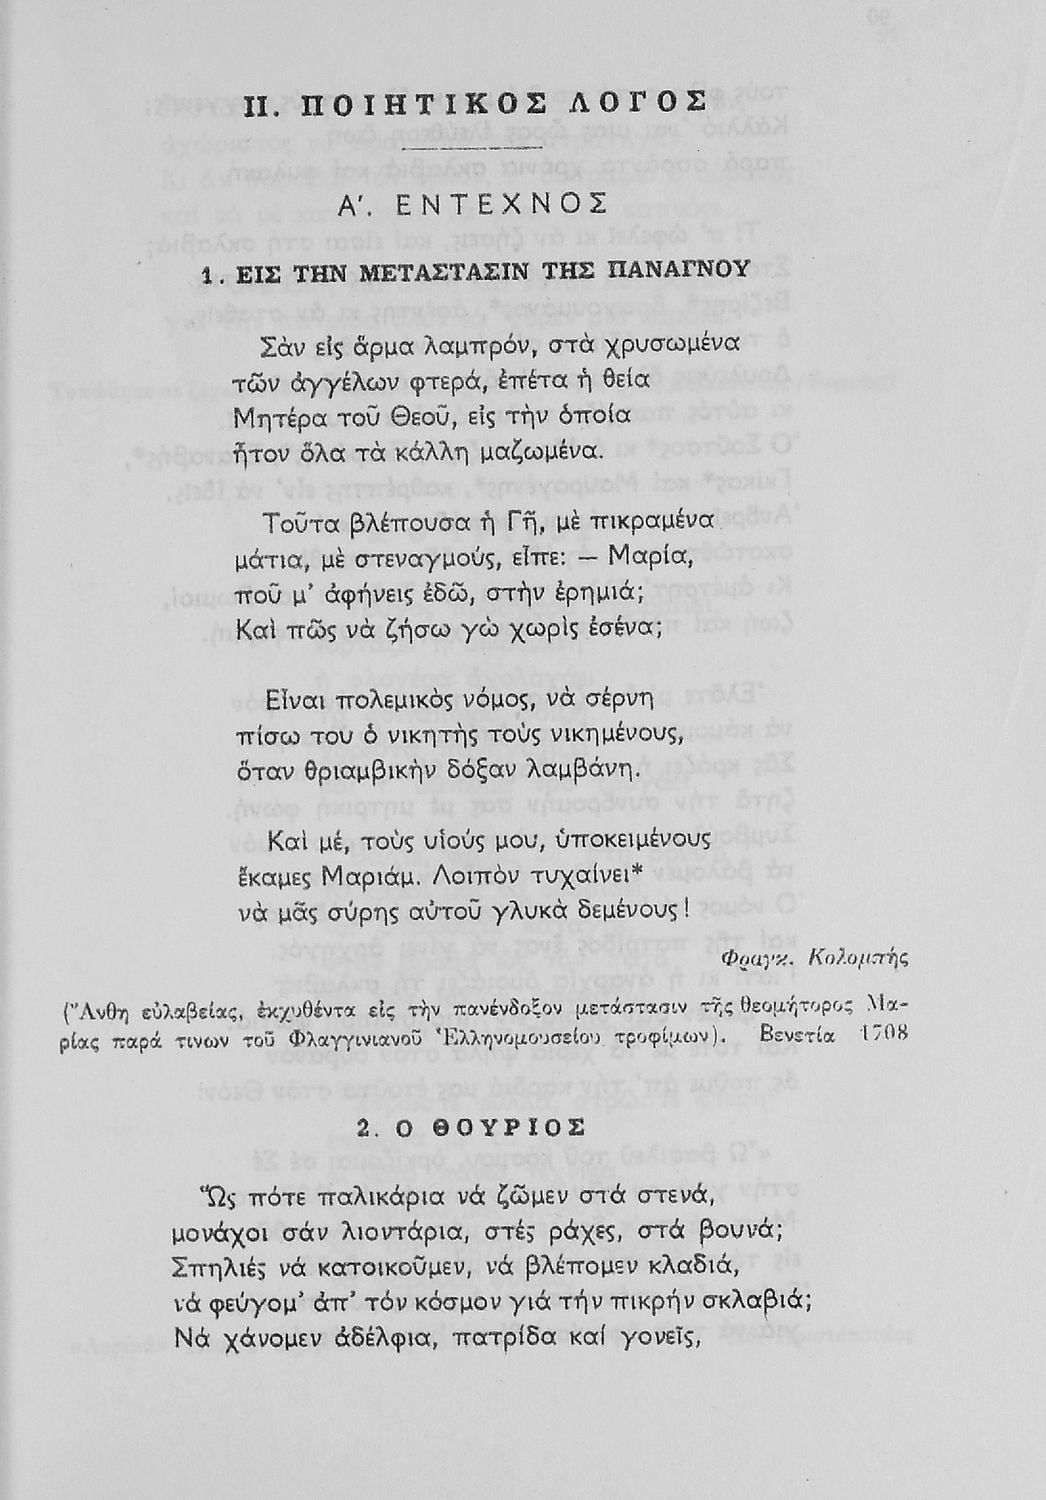 ΙΙ. ΠΟΙΗΤΙΚΟΣ ΛΟΓΟΣ
Α΄. ΕΝΤΕΧΝΟΣ
1. ΕΙΣ ΤΗΝ ΜΕΤΑΣΤΑΣΙΝ ΤΗΣ ΠΑΝΑΓΝΟΥ
Σὰν εἰς ἅρμα λαμπρόν, στὰ χρυσωμένα
τῶν ἀγγέλων φτερά, ἐπέτα ἡ θεία
Μητέρα τοῦ Θεοῦ, εἰς τὴν ὁποία
ἦτον ὅλα τὰ κάλλη μαζωμένα.
Τοῦτα βλέπουσα ἡ Γῆ, μὲ πικραμένα
μάτια, μὲ στεναγμούς, εἶπε: — Μαρία,
ποῦ μ’ ἀφήνεις ἐδῶ, στὴν ἐρημιά;
Καὶ πῶς νὰ ζήσω γὼ χωρὶς ἐσένα;
Εἶναι πολεμικὸς νόμος, νὰ σέρνη
πίσω του ὁ νικητὴς τοὺς νικημένους,
ὅταν θριαμβικὴν δόξαν λαμβάνη.
Καὶ μέ, τοὺς υἱούς μου, ὑποκειμένους
ἔκαμες Μαριάμ. Λοιπὸν τυχαίνει*
νὰ μᾶς σύρης αὐτοῦ γλυκὰ δεμένους!
Φραγκ. Κολομπής
(Ἄνθη εὐλαβείας, ἐκχυθέντα εἰς τὴν πανένδοξον μετάστασιν τῆς θεομήτορος Μα-
ρίας παρά τινων τοῦ Φλαγγινιανοῦ Ἑλληνομουσείου τροφίμων). Βενετία 1708
2. Ο ΘΟΥΡΙΟΣ
Ὥς πότε παλικάρια νά ζῶμεν στά στενά,
μονάχοι σάν λιοντάρια, στές ράχες, στά βουνά;
Σπηλιές νά κατοικοῦμεν, νά βλέπομεν κλαδιά,
νά φεύγομ’ ἀπ’ τόν κόσμον γιά τήν πικρήν σκλαβιά;
Νά χάνομεν ἀδέλφια, πατρίδα καί γονεῖς,